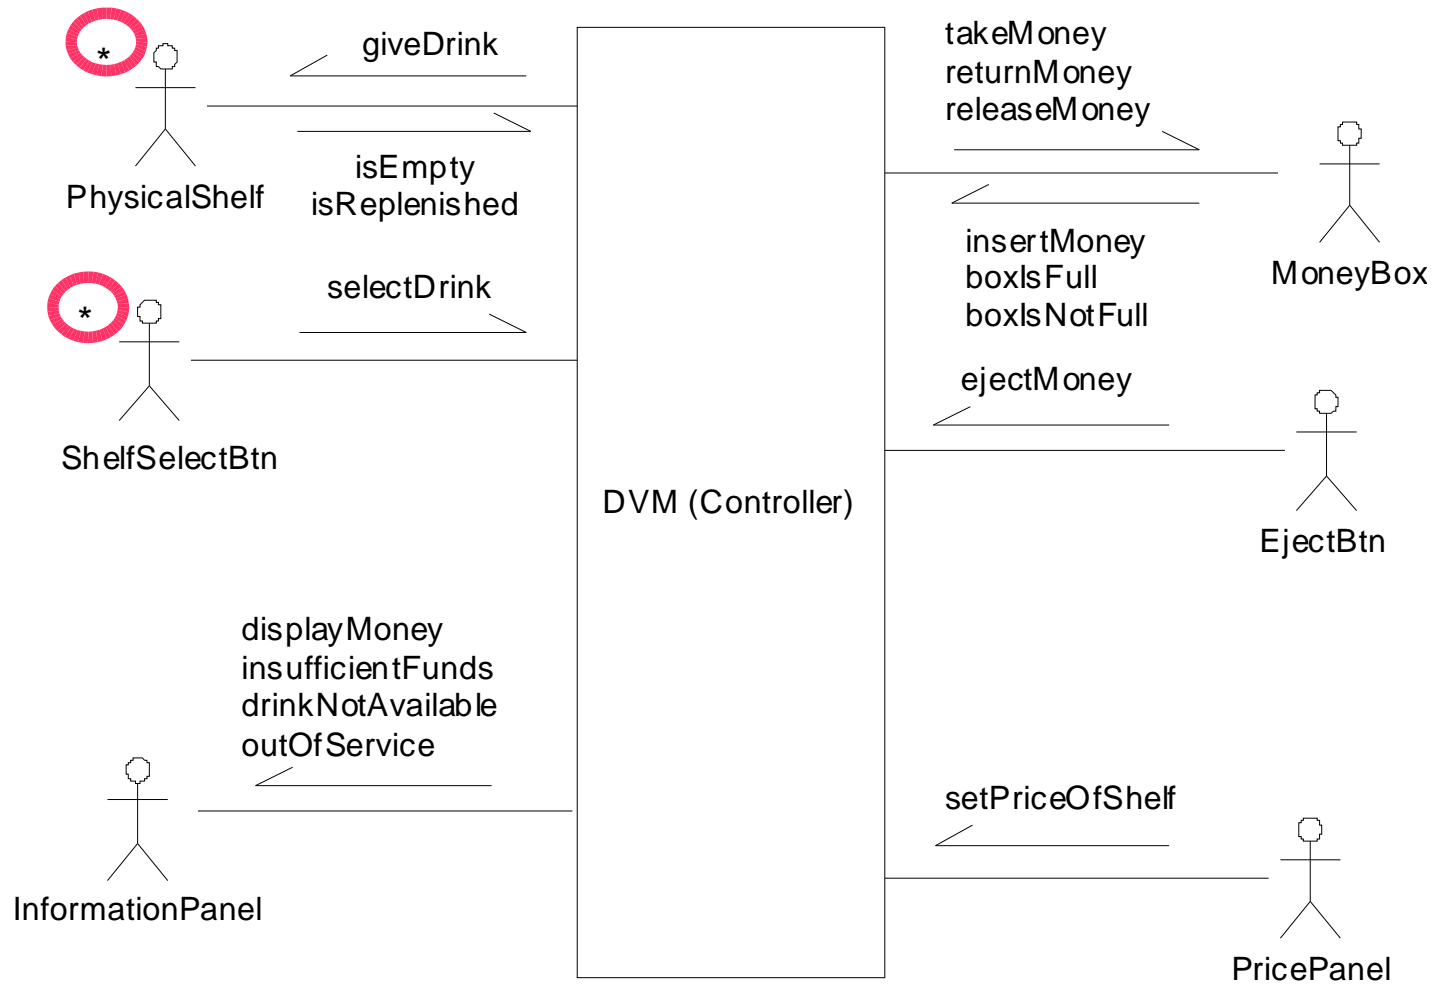 *
giveDrink
isEmpty
isReplenished
PhysicalShelf
*
selectDrink
ShelfSelectBtn
displayMoney
insufficientFunds
drinkNotAvailable
outOfService
InformationPanel
DVM (Controller)
takeMoney
returnMoney
releaseMoney
insertMoney
boxIsFull
boxIsNotFull
MoneyBox
ejectMoney
EjectBtn
setPriceOfShelf
PricePanel